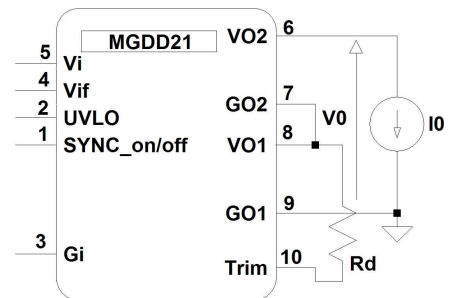 MGDD21
5 Vi
4 Vif
2 UVLO
1 SYNC_on/off
3 Gi
VO2 6
GO2 7
VO1 8
GO1 9
Trim 10
V0
I0
Rd